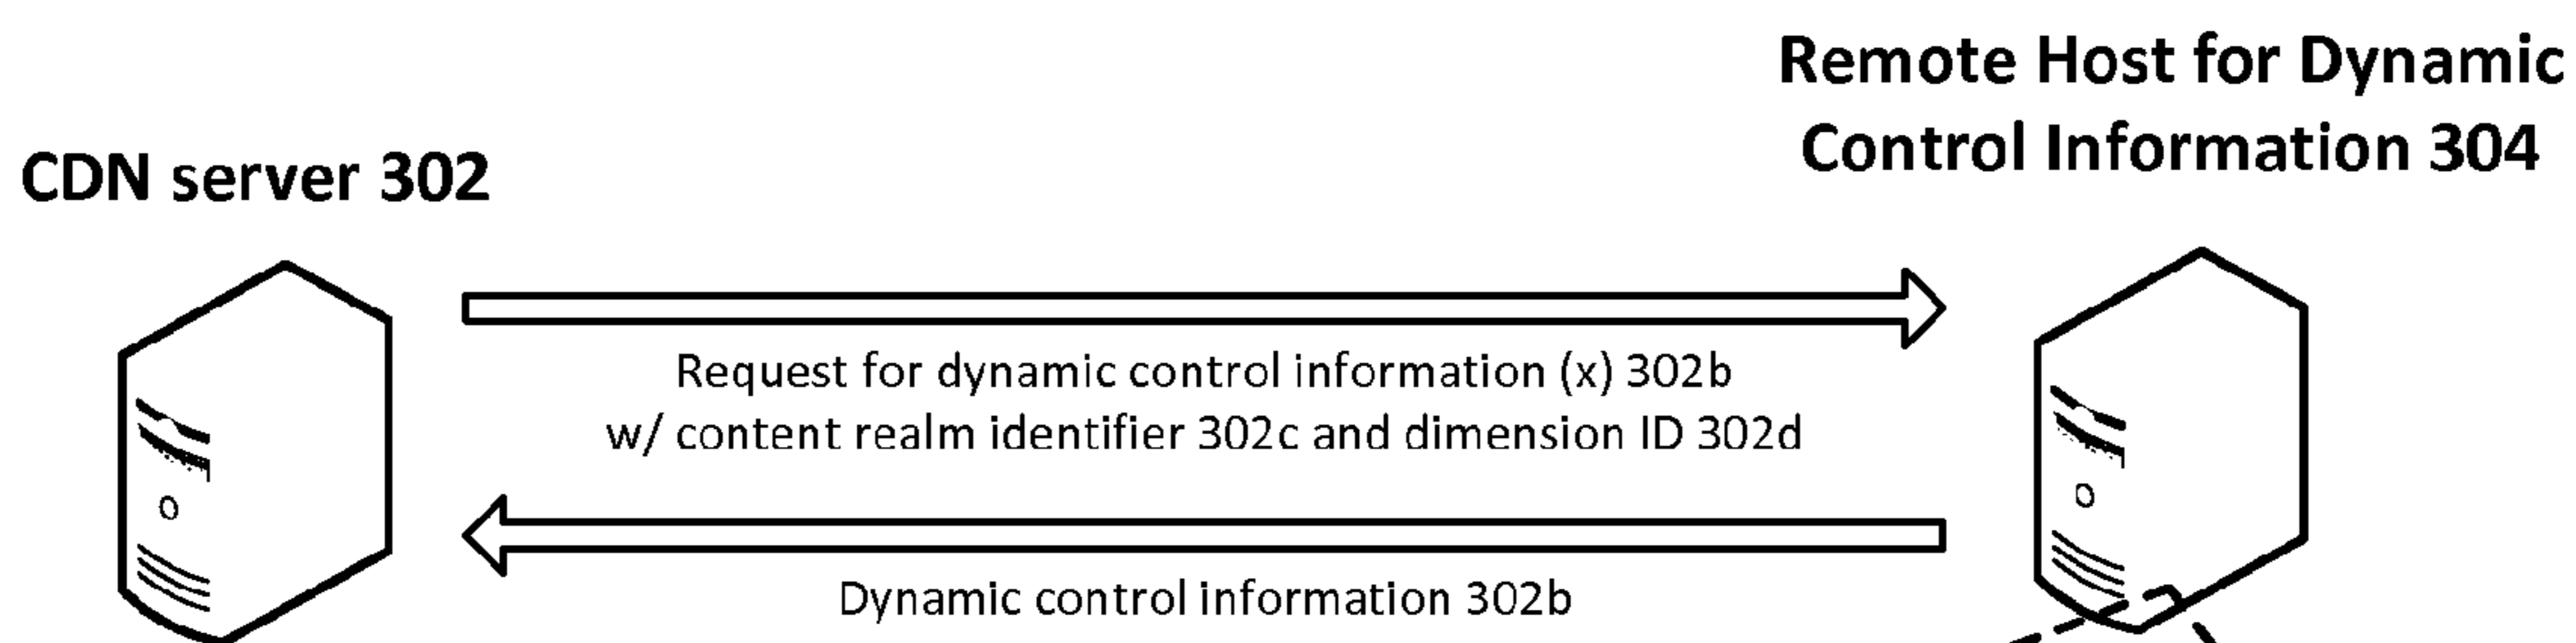 Remote Host for Dynamic
Control Information 304
CDN server 302
Request for dynamic control information (x) 302b
w/ content realm identifier 302c and dimension ID 302d
Dynamic control information 302b